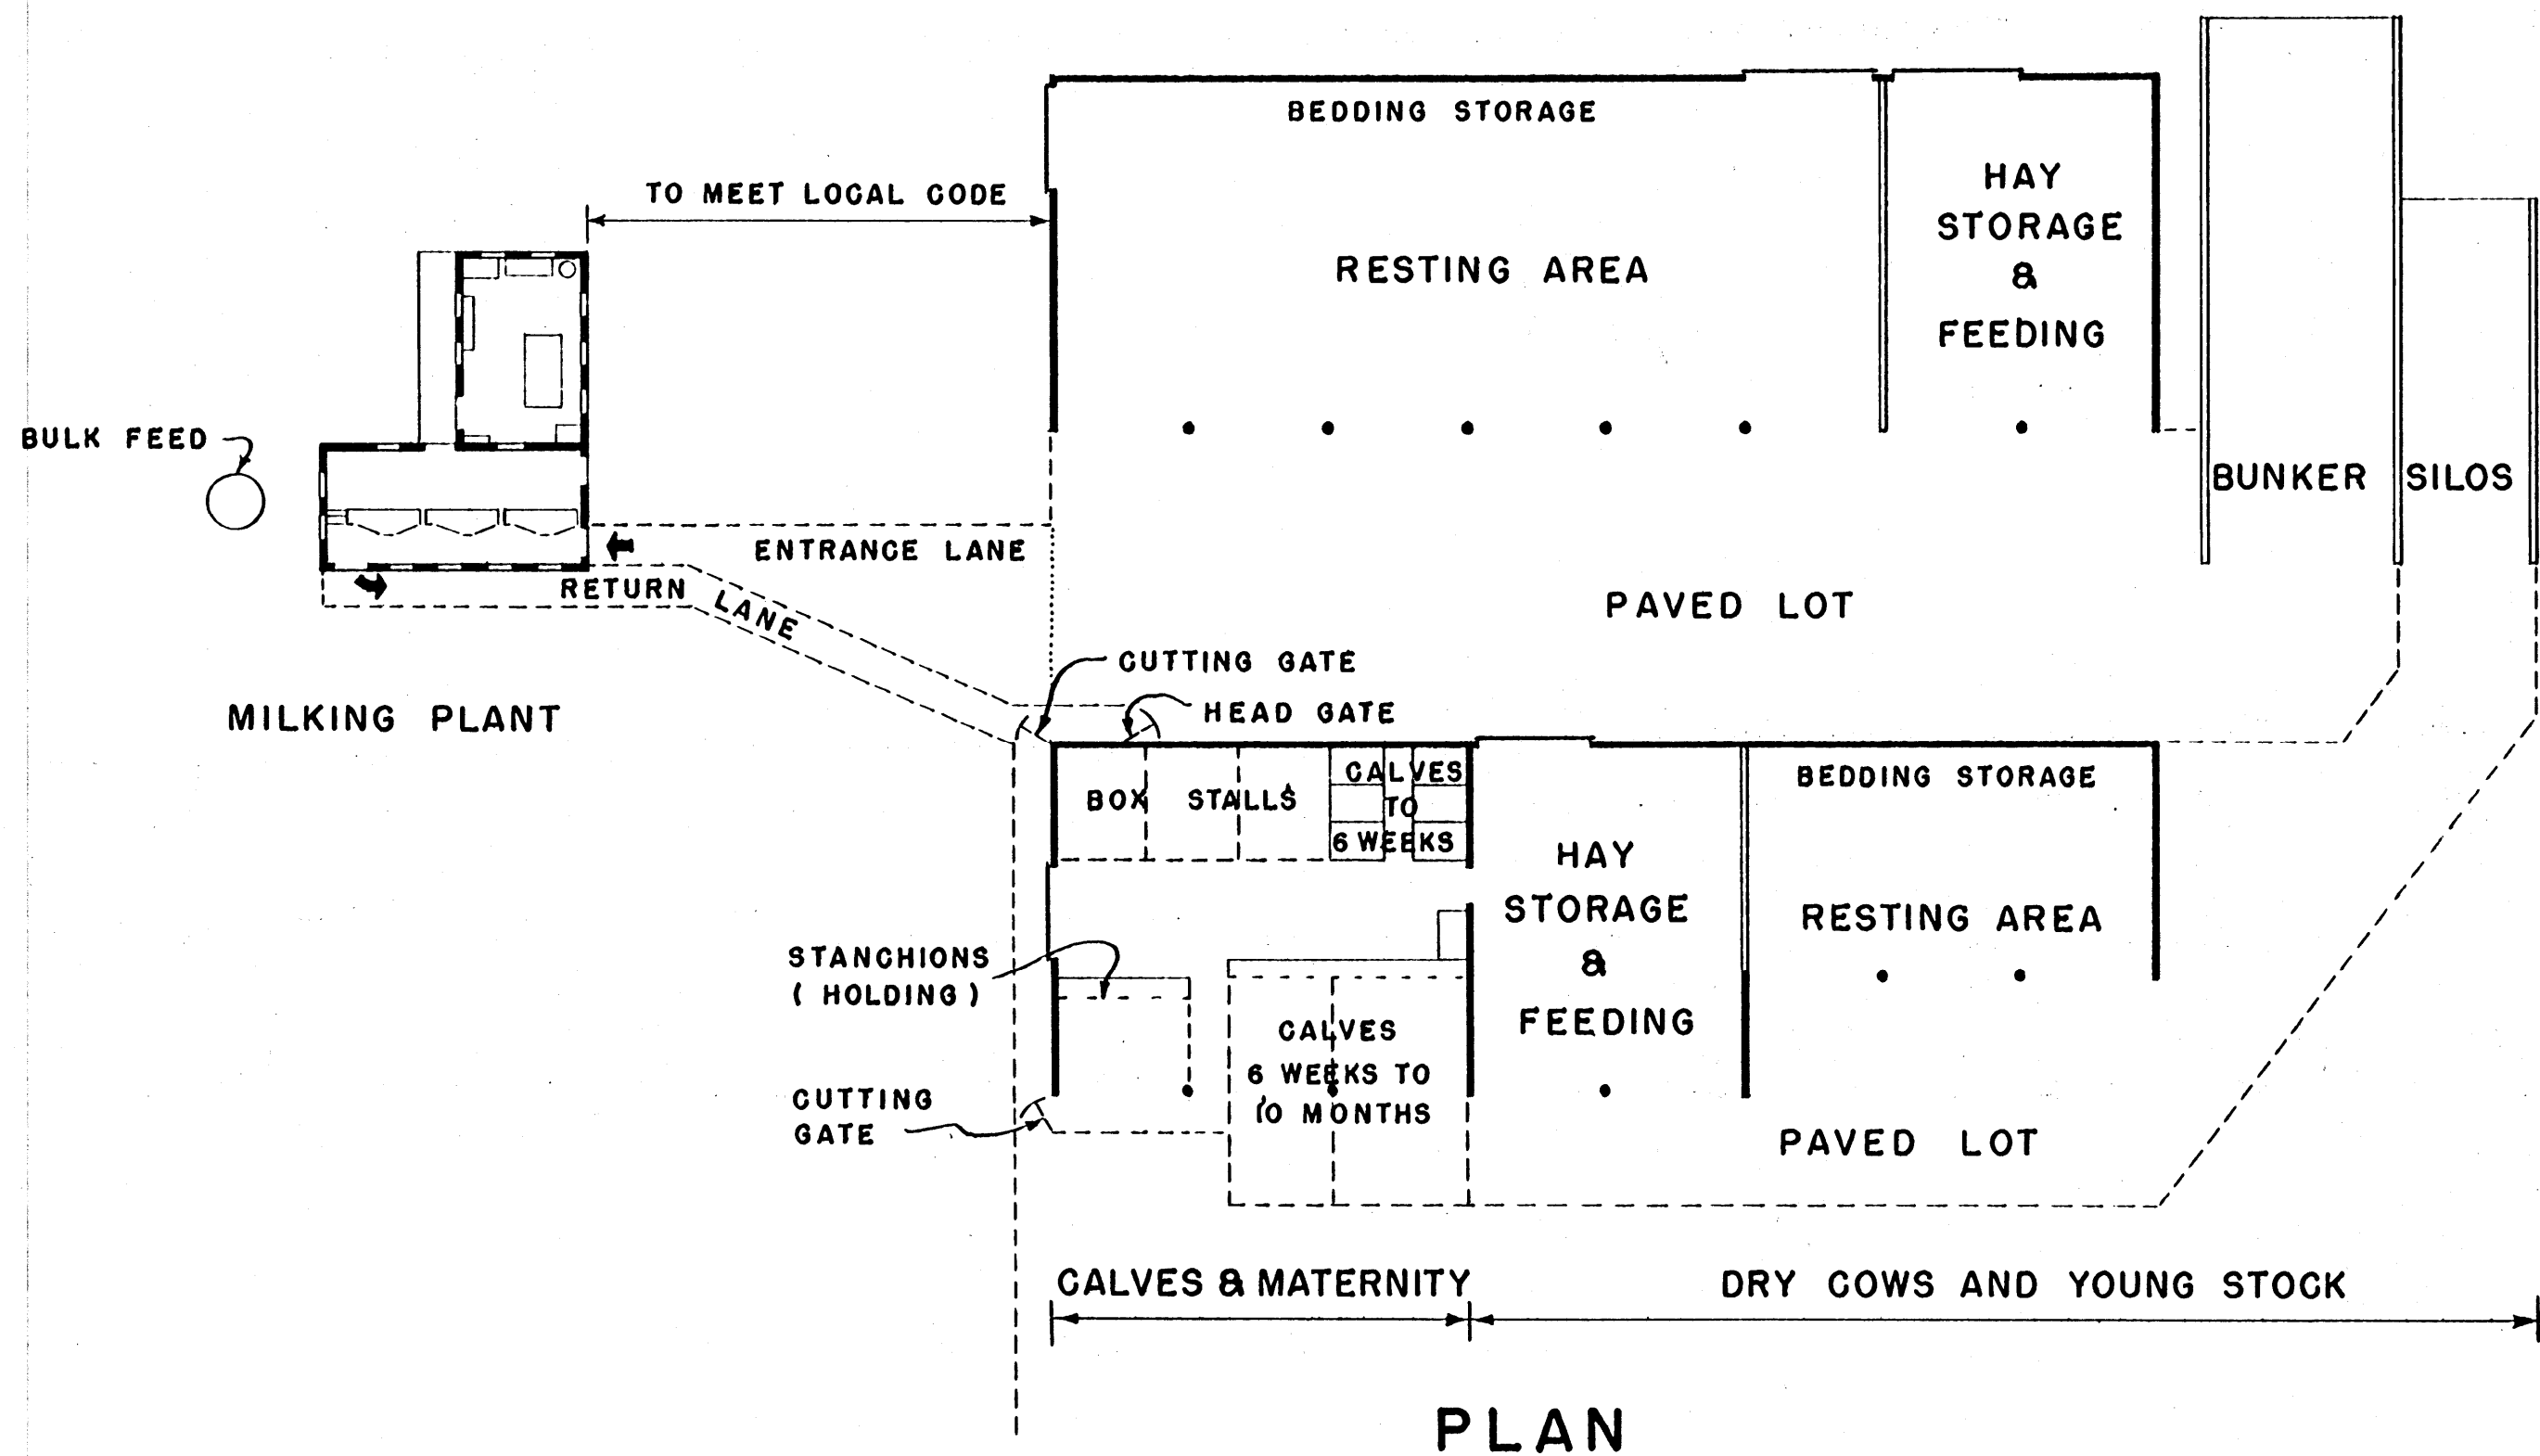 BEDDING STORAGE
TO MEET LOCAL CODE
HAY
STORAGE
&
FEEDING
RESTING AREA
BULK FEED
BUNKER SILOS
ENTRANCE LANE
RETURN LANE
PAVED LOT
CUTTING GATE
HEAD GATE
MILKING PLANT
BOX STALLS
CALVES
TO
6 WEEKS
BEDDING STORAGE
HAY
STORAGE
&
FEEDING
RESTING AREA
STANCHIONS
( HOLDING )
CALVES
6 WEEKS TO
10 MONTHS
CUTTING
GATE
PAVED LOT
CALVES & MATERNITY
DRY COWS AND YOUNG STOCK
PLAN